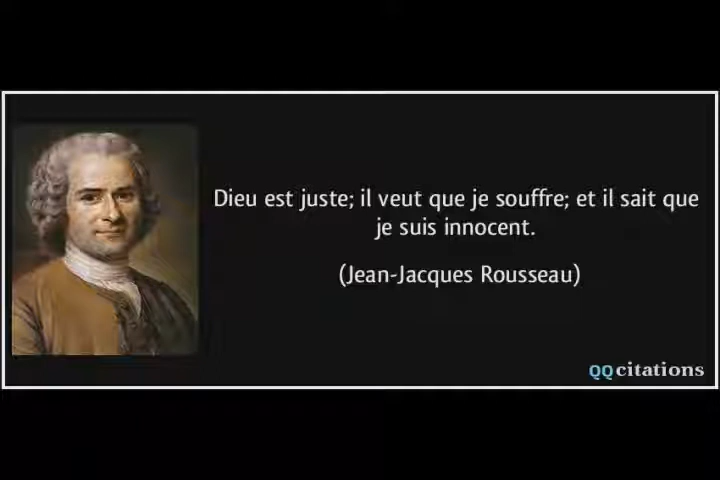 Dieu est juste; il veut que je souffre; et il sait que
je suis innocent.
(Jean-Jacques Rousseau)
QQcitations